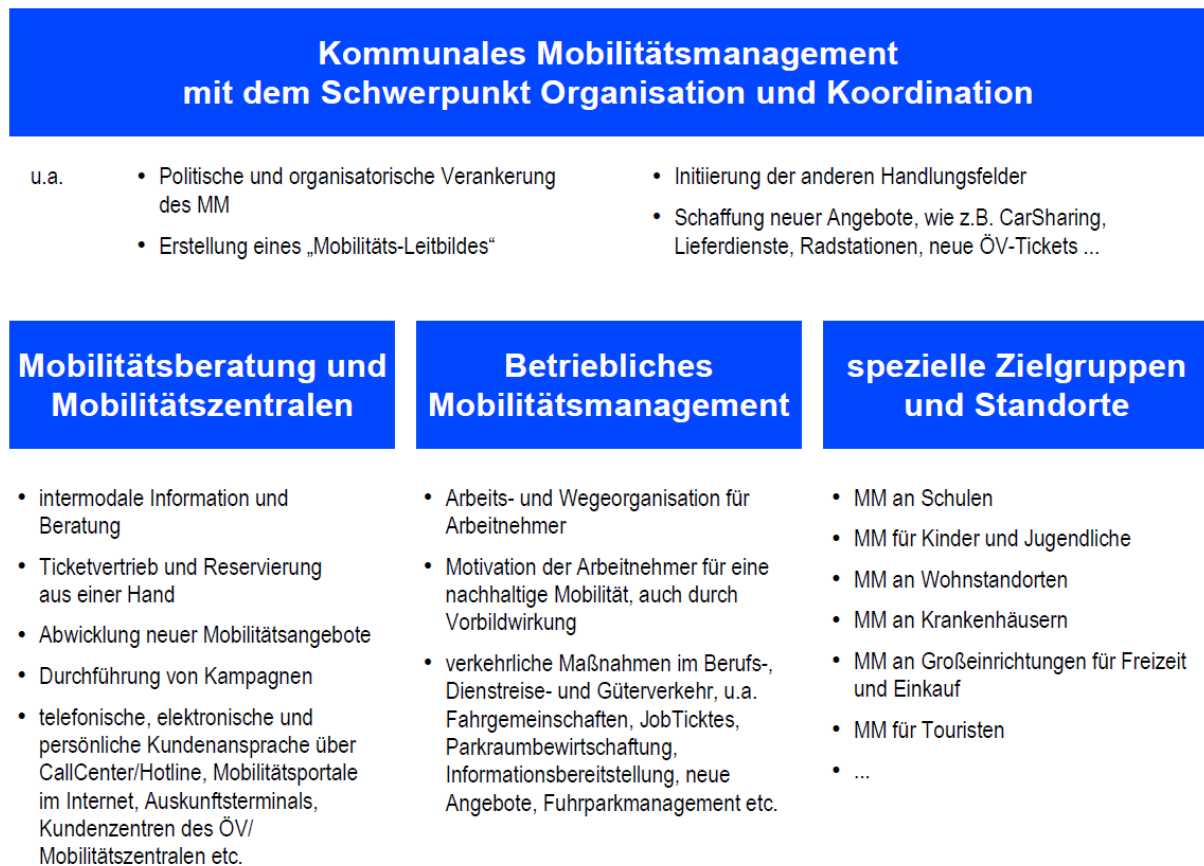 Kommunales Mobilitätsmanagement
mit dem Schwerpunkt Organisation und Koordination
u.a.
• Politische und organisatorische Verankerung
des MM
• Erstellung eines „Mobilitäts-Leitbildes“
• Initiierung der anderen Handlungsfelder
• Schaffung neuer Angebote, wie z.B. CarSharing,
Lieferdienste, Radstationen, neue ÖV-Tickets ...
Mobilitätsberatung und
Mobilitätszentralen
• intermodale Information und
Beratung
• Ticketvertrieb und Reservierung
aus einer Hand
• Abwicklung neuer Mobilitätsangebote
• Durchführung von Kampagnen
• telefonische, elektronische und
persönliche Kundenansprache über
CallCenter/Hotline, Mobilitätsportale
im Internet, Auskunftsterminals,
Kundenzentren des ÖV/
Mobilitätszentralen etc.
Betriebliches
Mobilitätsmanagement
• Arbeits- und Wegeorganisation für
Arbeitnehmer
• Motivation der Arbeitnehmer für eine
nachhaltige Mobilität, auch durch
Vorbildwirkung
• verkehrliche Maßnahmen im Berufs-,
Dienstreise- und Güterverkehr, u.a.
Fahrgemeinschaften, JobTicktes,
Parkraumbewirtschaftung,
Informationsbereitstellung, neue
Angebote, Fuhrparkmanagement etc.
spezielle Zielgruppen
und Standorte
• MM an Schulen
• MM für Kinder und Jugendliche
• MM an Wohnstandorten
• MM an Krankenhäusern
• MM an Großeinrichtungen für Freizeit
und Einkauf
• MM für Touristen
• ...